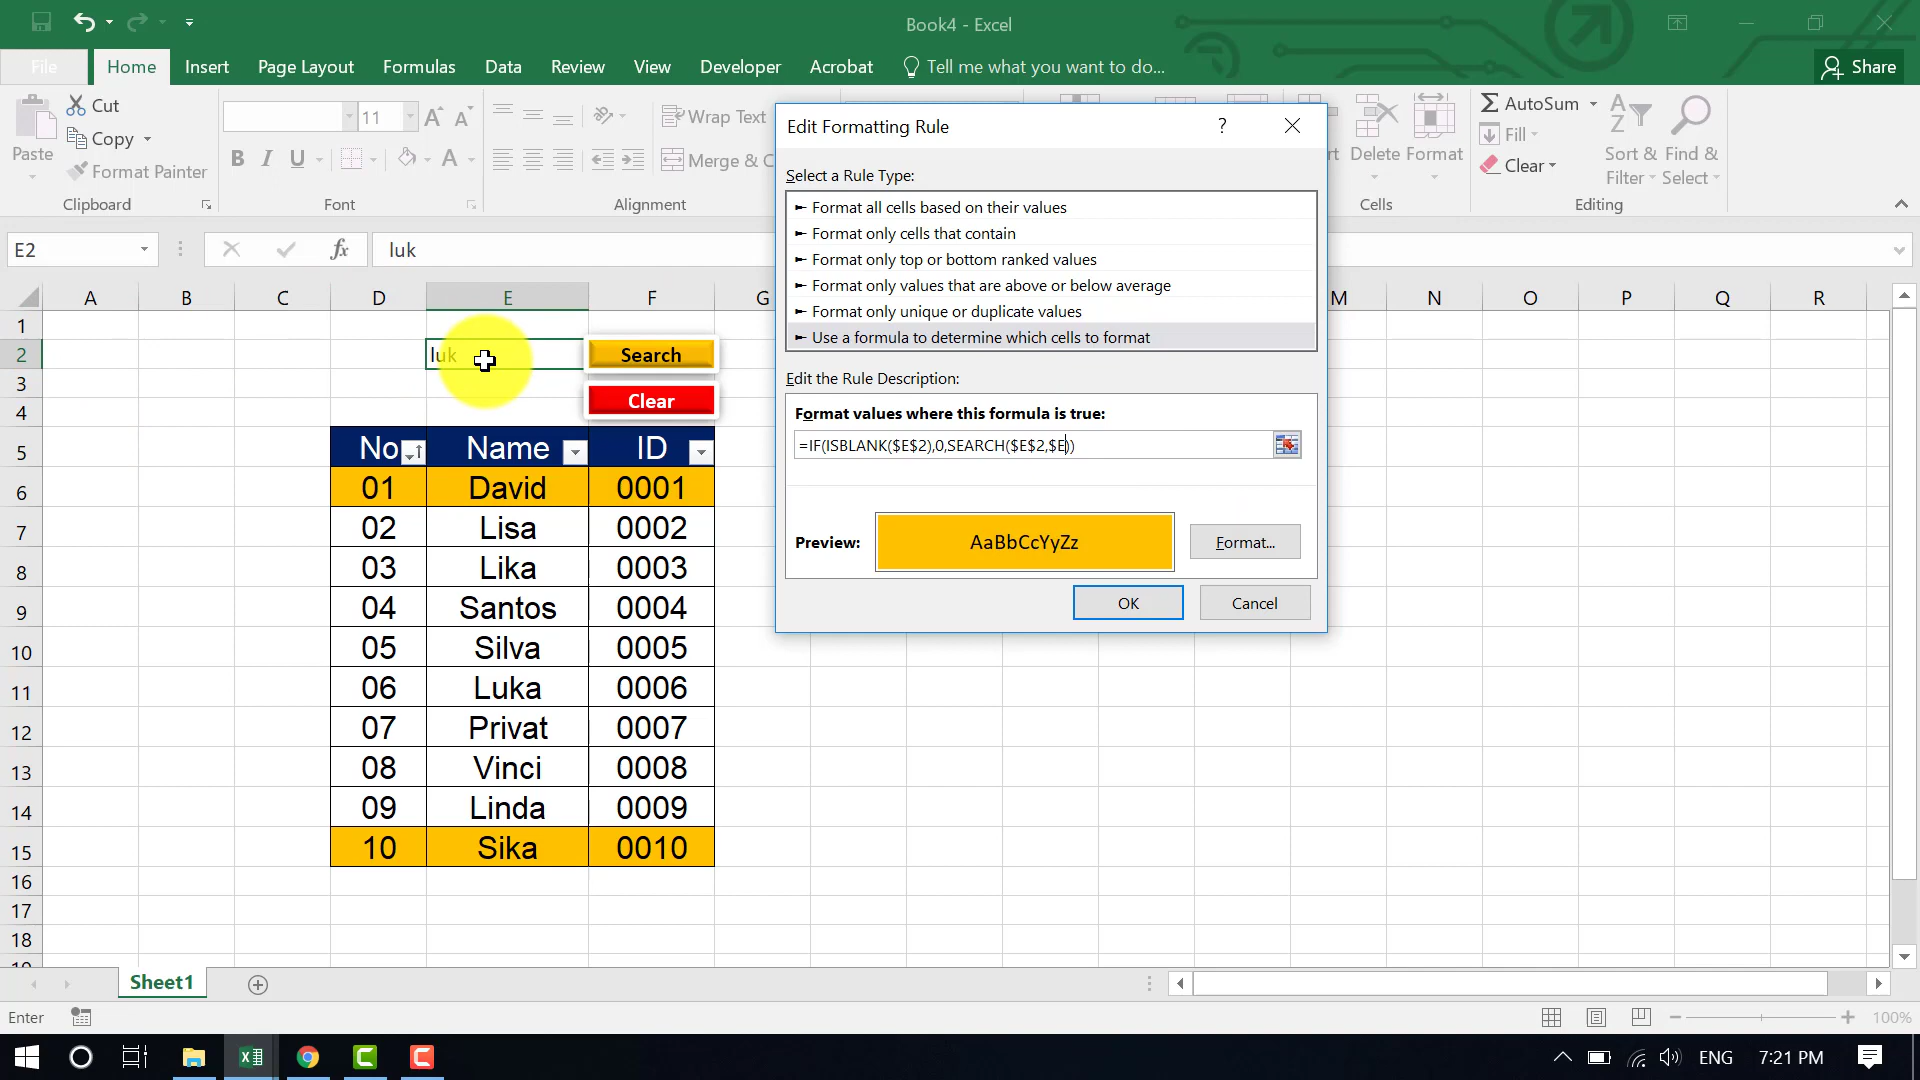 Book4 - Excel
File Home Insert Page Layout Formulas Data Review View Developer Acrobat Tell me what you want to do... Share
Paste
Cut
Copy
Format Painter
Clipboard
11
B I U
Font
Wrap Text
Merge & C
Alignment
Delete Format
Cells
AutoSum
Fill
Clear
Sort & Filter
Find & Select
Editing
E2 fx luk
A B C D E F G M N O P Q R
1
2 luk Search
3 Clear
4
5 No Name ID
6 01 David 0001
7 02 Lisa 0002
8 03 Lika 0003
9 04 Santos 0004
10 05 Silva 0005
11 06 Luka 0006
12 07 Privat 0007
13 08 Vinci 0008
14 09 Linda 0009
15 10 Sika 0010
16
17
18
Edit Formatting Rule ?
Select a Rule Type:
► Format all cells based on their values
► Format only cells that contain
► Format only top or bottom ranked values
► Format only values that are above or below average
► Format only unique or duplicate values
► Use a formula to determine which cells to format
Edit the Rule Description:
Format values where this formula is true:
=IF(ISBLANK($E$2),0,SEARCH($E$2,$E))
Preview: AaBbCcYyZz Format...
OK Cancel
Sheet1
Enter 100%
ENG 7:21 PM